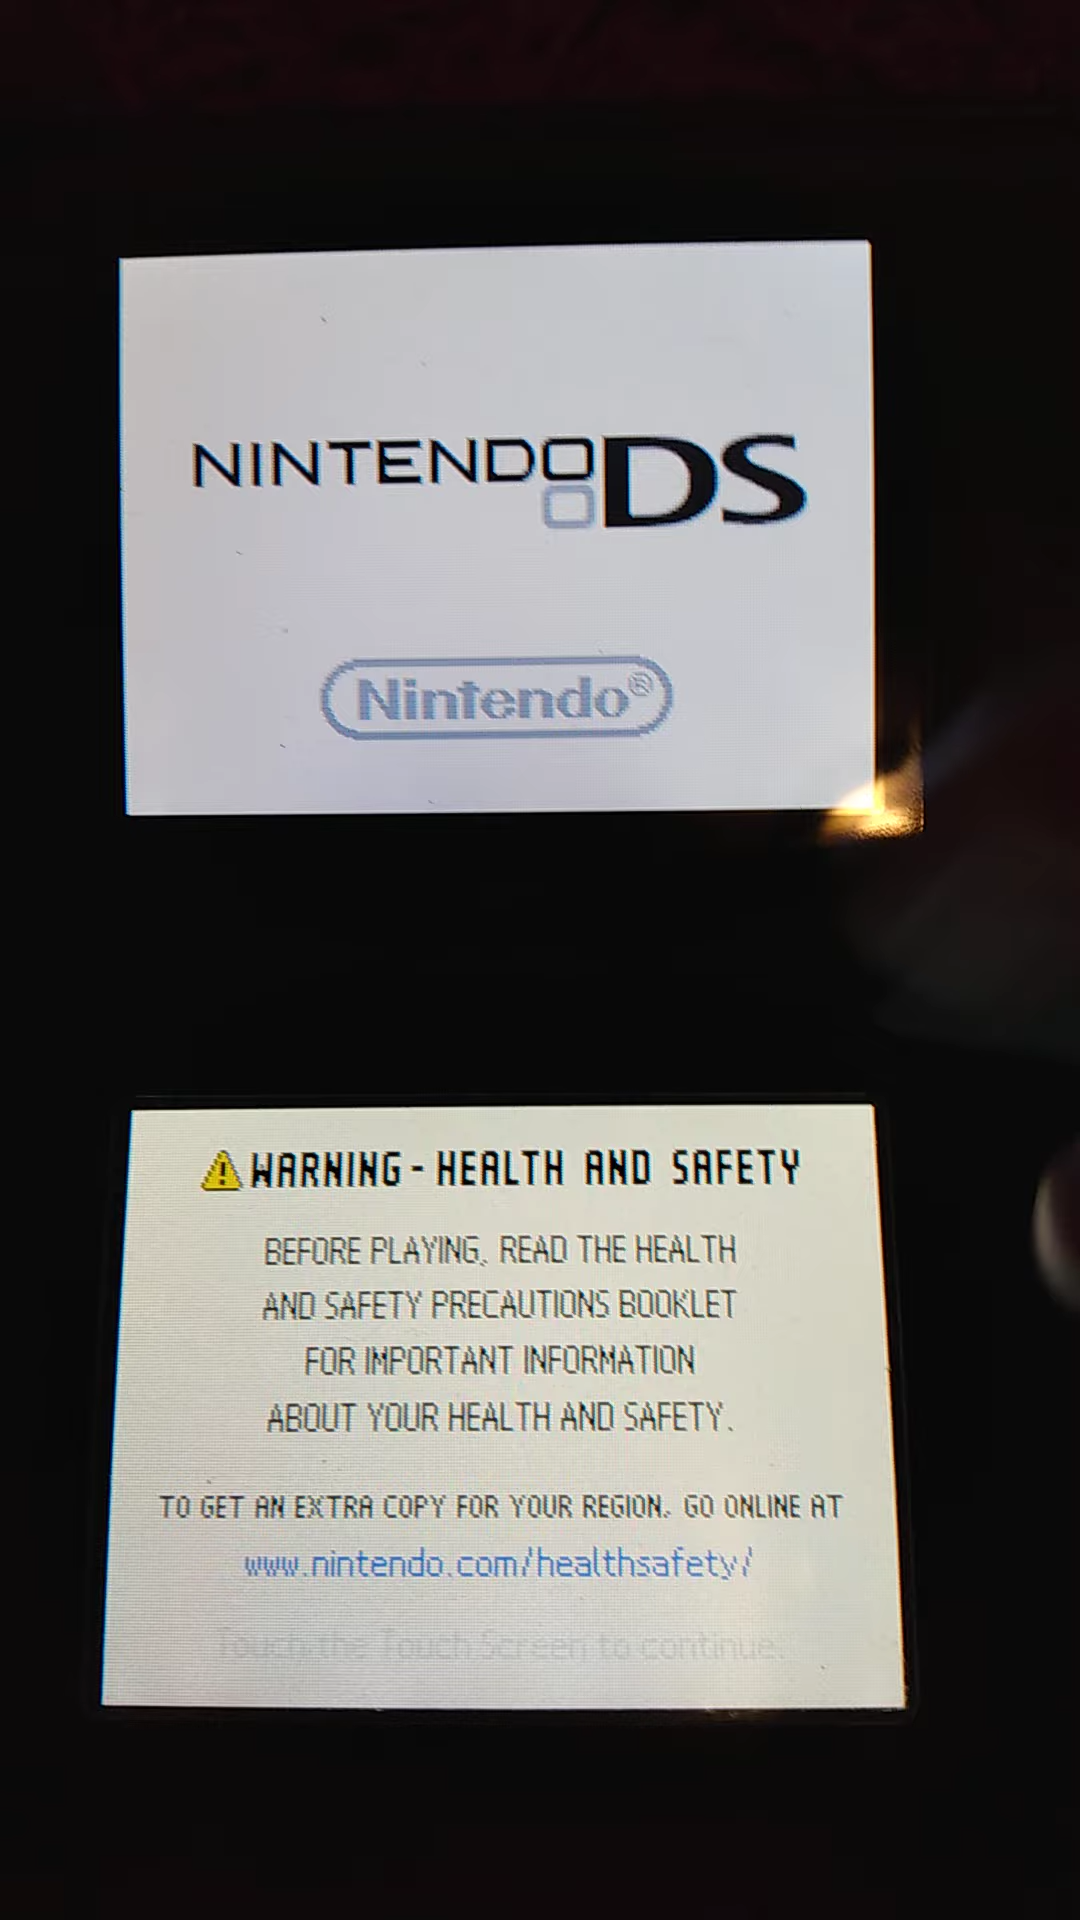 NINTENDO DS
Nintendo®
WARNING - HEALTH AND SAFETY
BEFORE PLAYING, READ THE HEALTH
AND SAFETY PRECAUTIONS BOOKLET
FOR IMPORTANT INFORMATION
ABOUT YOUR HEALTH AND SAFETY.
TO GET AN EXTRA COPY FOR YOUR REGION, GO ONLINE AT
www.nintendo.com/healthsafety/
Touch the Touch Screen to continue.